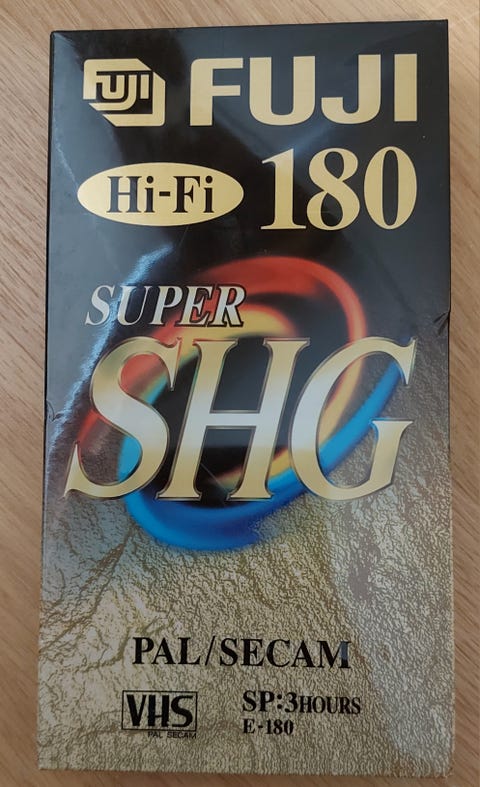 FUJI FUJI
Hi-Fi 180
SUPER
SHG
PAL/SECAM
VHS SP:3HOURS
PAL SECAM E-180